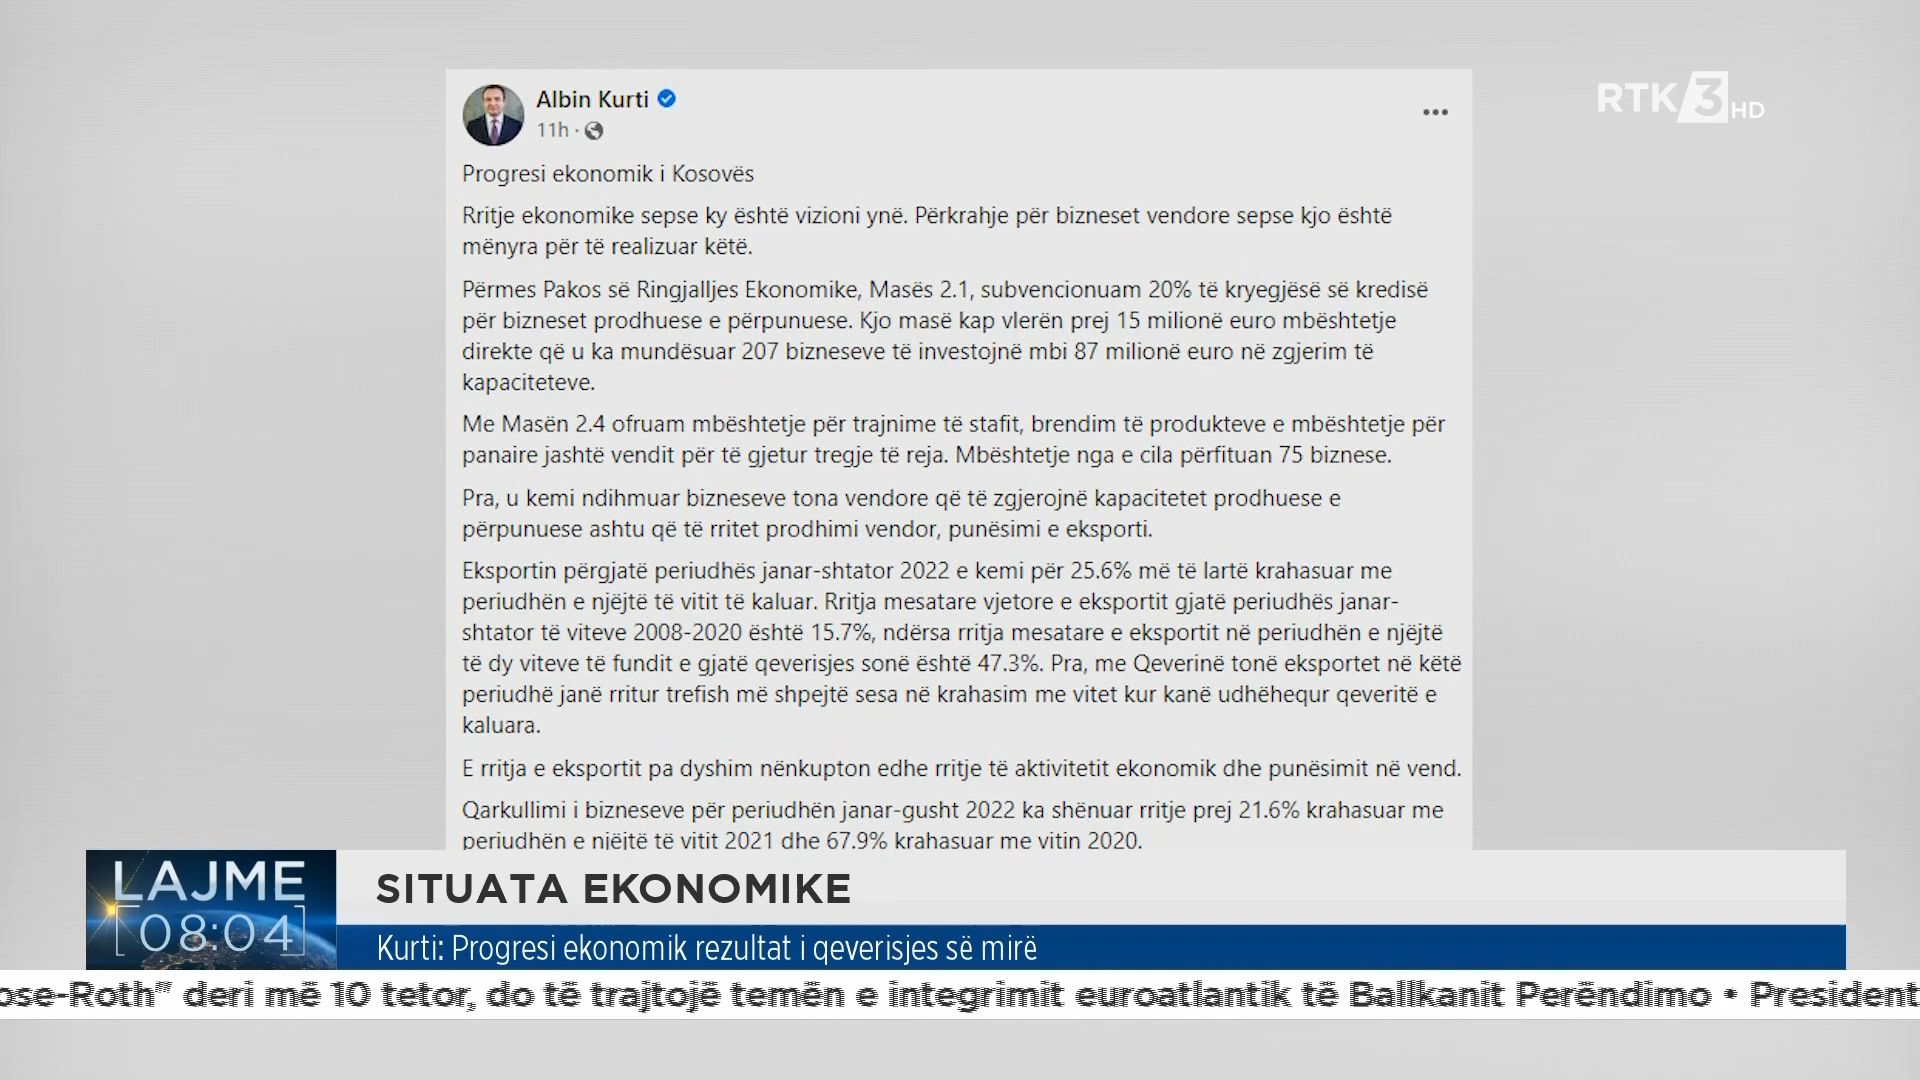 Albin Kurti
11h ·
RTK 3 HD
Progresi ekonomik i Kosovës
Rritje ekonomike sepse ky është vizioni ynë. Përkrahje për bizneset vendore sepse kjo është
mënyra për të realizuar këtë.
Përmes Pakos së Ringjalljes Ekonomike, Masës 2.1, subvencionuam 20% të kryegjësë së kredisë
për bizneset prodhuese e përpunuese. Kjo masë kap vlerën prej 15 milionë euro mbështetje
direkte që u ka mundësuar 207 bizneseve të investojnë mbi 87 milionë euro në zgjerim të
kapaciteteve.
Me Masën 2.4 ofruam mbështetje për trajnime të stafit, brendim të produkteve e mbështetje për
panaire jashtë vendit për të gjetur tregje të reja. Mbështetje nga e cila përfituan 75 biznese.
Pra, u kemi ndihmuar bizneseve tona vendore që të zgjerojnë kapacitetet prodhuese e
përpunuese ashtu që të rritet prodhimi vendor, punësimi e eksporti.
Eksportin përgjatë periudhës janar-shtator 2022 e kemi për 25.6% më të lartë krahasuar me
periudhën e njëjtë të vitit të kaluar. Rritja mesatare vjetore e eksportit gjatë periudhës janar-
shtator të viteve 2008-2020 është 15.7%, ndërsa rritja mesatare e eksportit në periudhën e njëjtë
të dy viteve të fundit e gjatë qeverisjes sonë është 47.3%. Pra, me Qeverinë tonë eksportet në këtë
periudhë janë rritur trefish më shpejtë sesa në krahasim me vitet kur kanë udhëhequr qeveritë e
kaluara.
E rritja e eksportit pa dyshim nënkupton edhe rritje të aktivitetit ekonomik dhe punësimit në vend.
Qarkullimi i bizneseve për periudhën janar-gusht 2022 ka shënuar rritje prej 21.6% krahasuar me
periudhën e njëjtë të vitit 2021 dhe 67.9% krahasuar me vitin 2020.
LAJME
08:04
SITUATA EKONOMIKE
Kurti: Progresi ekonomik rezultat i qeverisjes së mirë
ose-Roth" deri më 10 tetor, do të trajtojë temën e integrimit euroatlantik të Ballkanit Perëndimo • President